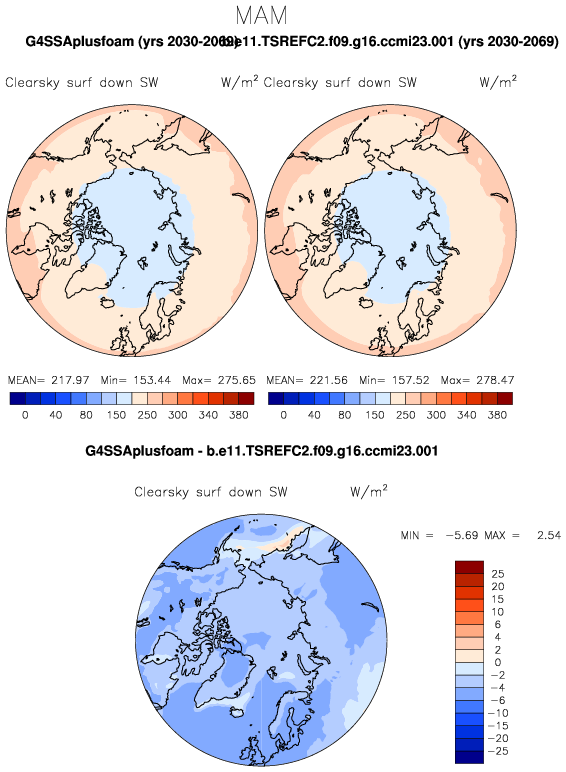 MAM
G4SSAplusfoam (yrs 2030-2069) b.e11.TSREFC2.f09.g16.ccmi23.001 (yrs 2030-2069)
Clearsky surf down SW W/m² Clearsky surf down SW W/m²
MEAN= 217.97 Min= 153.44 Max= 275.65 MEAN= 221.56 Min= 157.52 Max= 278.47
0 40 80 150 250 300 340 380 0 40 80 150 250 300 340 380
G4SSAplusfoam - b.e11.TSREFC2.f09.g16.ccmi23.001
Clearsky surf down SW W/m²
MIN = -5.69 MAX = 2.54
25
20
15
10
6
4
2
0
-2
-4
-6
-10
-15
-20
-25